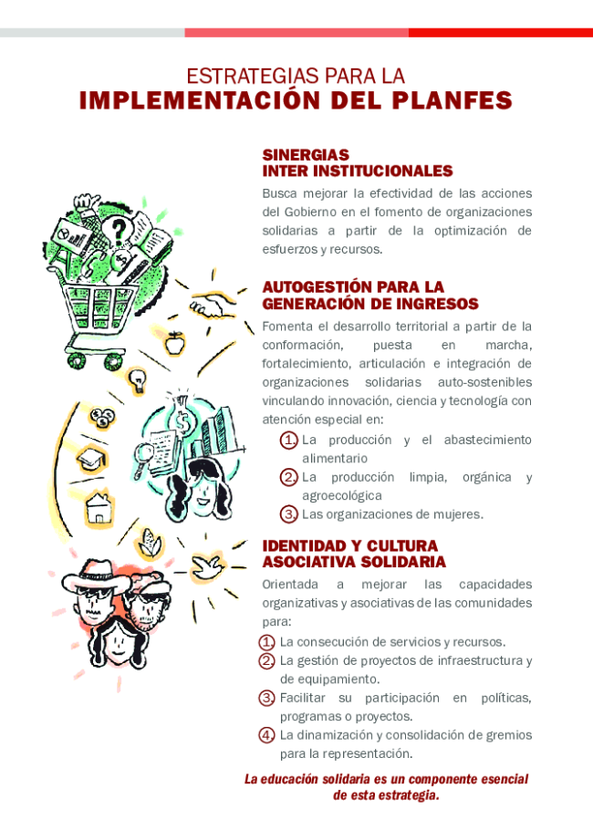 ESTRATEGIAS PARA LA
IMPLEMENTACIÓN DEL PLANFES
SINERGIAS
INTER INSTITUCIONALES
Busca mejorar la efectividad de las acciones
del Gobierno en el fomento de organizaciones
solidarias a partir de la optimización de
esfuerzos y recursos.
AUTOGESTIÓN PARA LA
GENERACIÓN DE INGRESOS
Fomenta el desarrollo territorial a partir de la
conformación, puesta en marcha,
fortalecimiento, articulación e integración de
organizaciones solidarias auto-sostenibles
vinculando innovación, ciencia y tecnología con
atención especial en:
1. La producción y el abastecimiento
alimentario
2. La producción limpia, orgánica y
agroecológica
3. Las organizaciones de mujeres.
IDENTIDAD Y CULTURA
ASOCIATIVA SOLIDARIA
Orientada a mejorar las capacidades
organizativas y asociativas de las comunidades
para:
1. La consecución de servicios y recursos.
2. La gestión de proyectos de infraestructura y
de equipamiento.
3. Facilitar su participación en políticas,
programas o proyectos.
4. La dinamización y consolidación de gremios
para la representación.
La educación solidaria es un componente esencial
de esta estrategia.